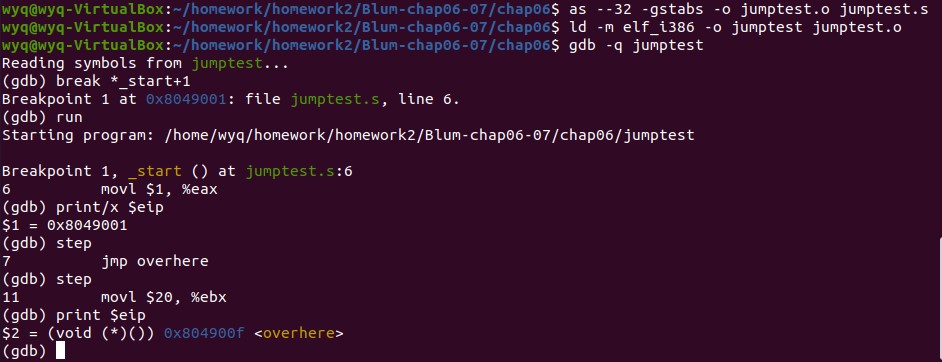 wyq@wyq-VirtualBox:~/homework/homework2/Blum-chap06-07/chap06$ as --32 -gstabs -o jumptest.o jumptest.s
wyq@wyq-VirtualBox:~/homework/homework2/Blum-chap06-07/chap06$ ld -m elf_i386 -o jumptest jumptest.o
wyq@wyq-VirtualBox:~/homework/homework2/Blum-chap06-07/chap06$ gdb -q jumptest
Reading symbols from jumptest...
(gdb) break *_start+1
Breakpoint 1 at 0x8049001: file jumptest.s, line 6.
(gdb) run
Starting program: /home/wyq/homework/homework2/Blum-chap06-07/chap06/jumptest

Breakpoint 1, _start () at jumptest.s:6
6           movl $1, %eax
(gdb) print/x $eip
$1 = 0x8049001
(gdb) step
7           jmp overhere
(gdb) step
11          movl $20, %ebx
(gdb) print $eip
$2 = (void (*)()) 0x804900f <overhere>
(gdb)